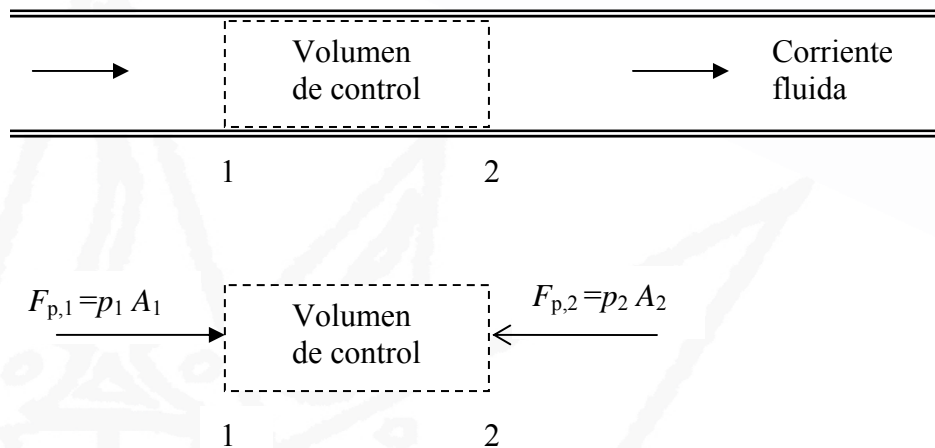 Volumen
de control
Corriente
fluida
1
2
F_p,1 =p_1 A_1
Volumen
de control
F_p,2 =p_2 A_2
1
2